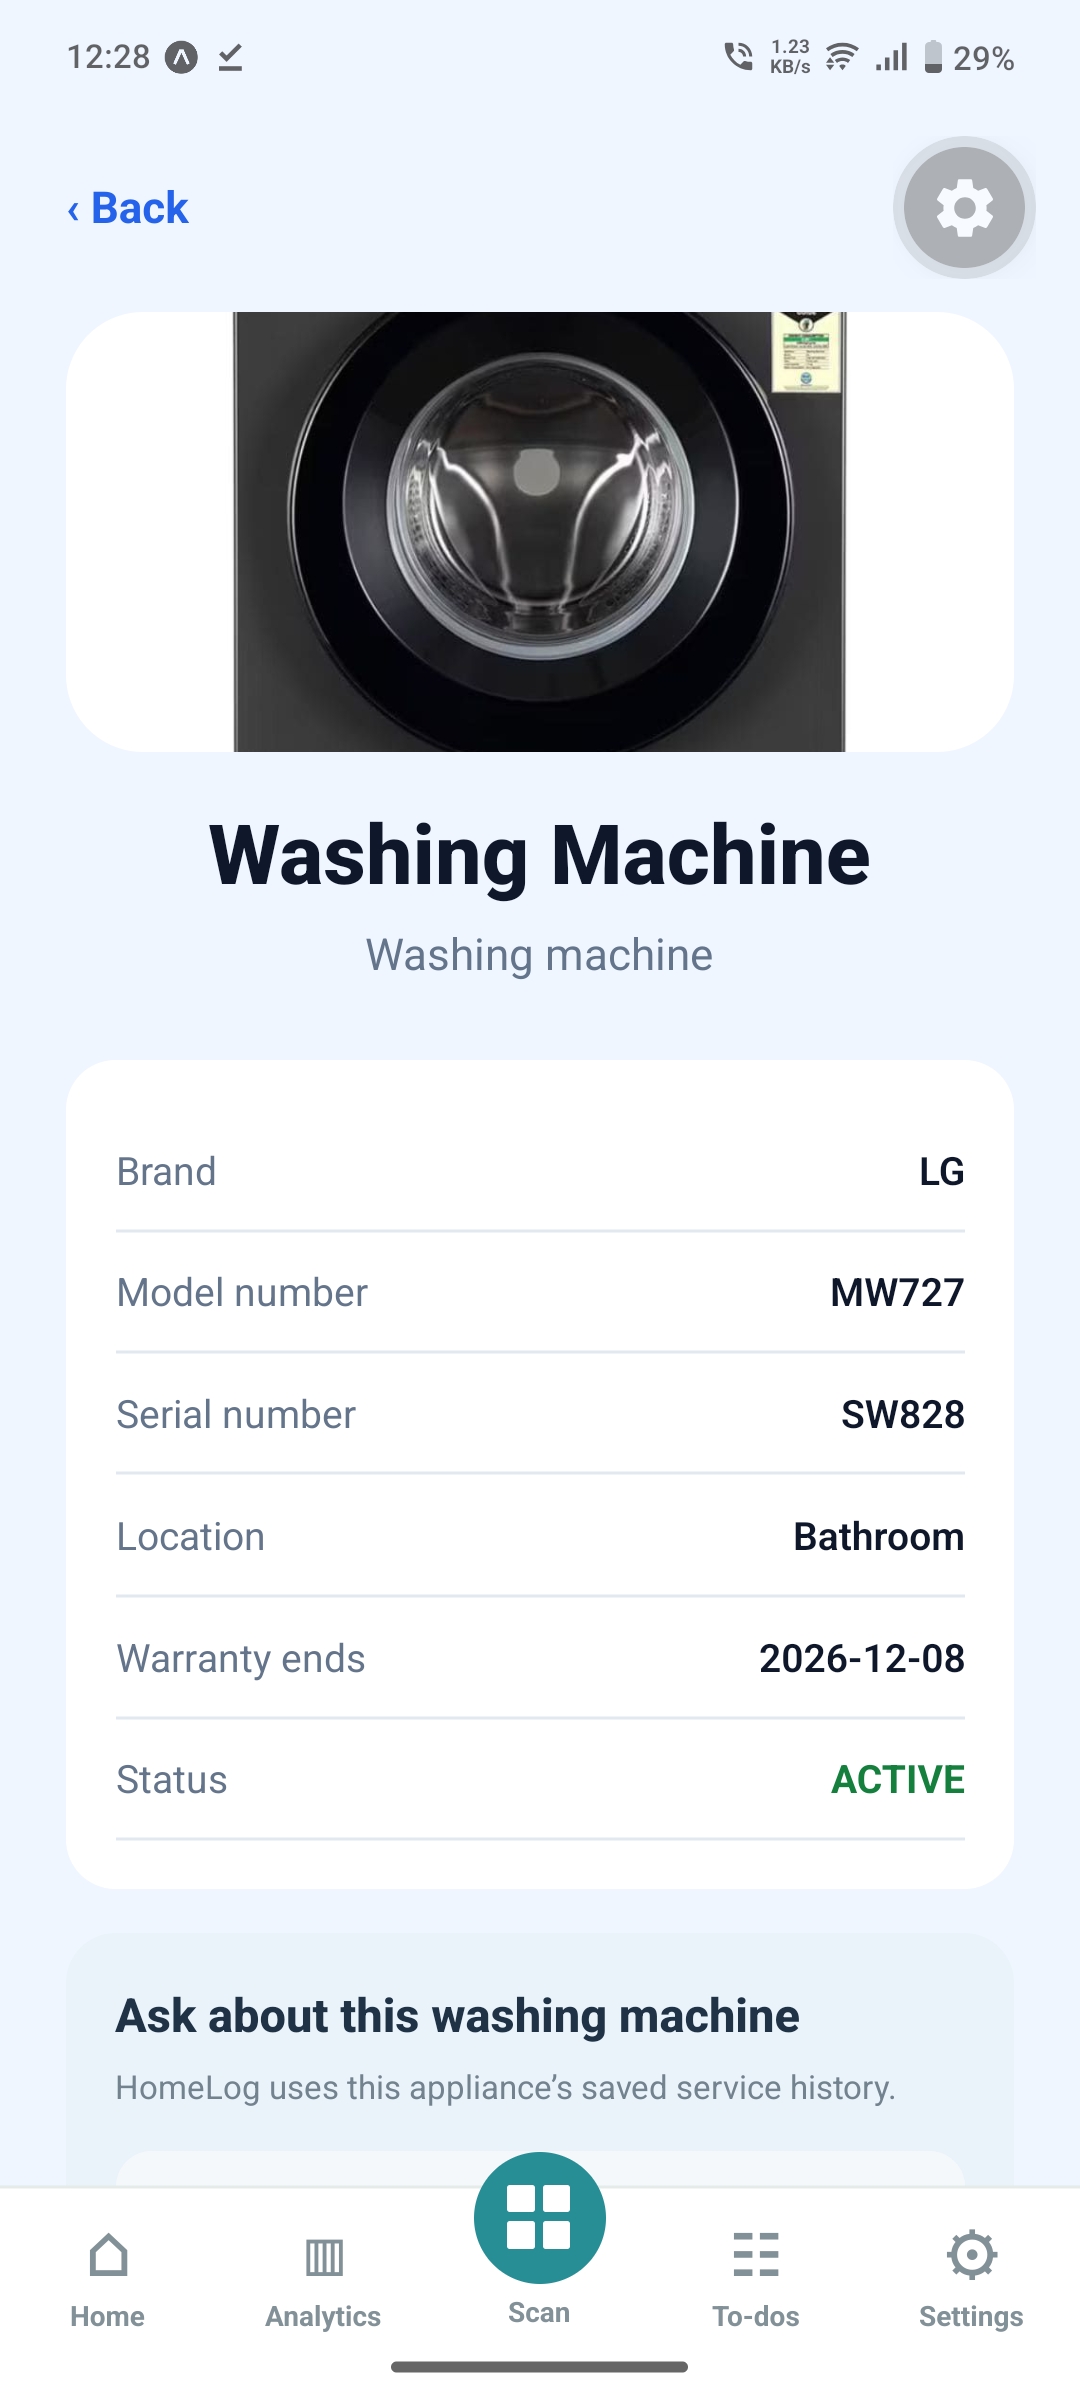 12:28
1.23
KB/s
29%
‹ Back
Washing Machine
Washing machine
Brand LG
Model number MW727
Serial number SW828
Location Bathroom
Warranty ends 2026-12-08
Status ACTIVE
Ask about this washing machine
HomeLog uses this appliance’s saved service history.
Home Analytics Scan To-dos Settings